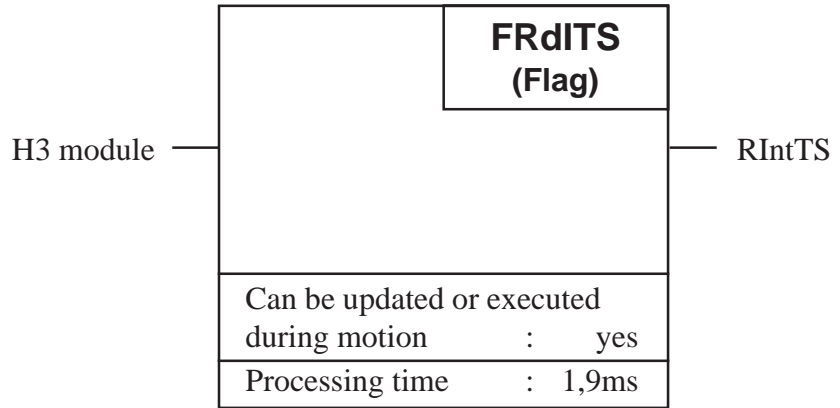 FRdITS
(Flag)
H3 module
RIntTS
Can be updated or executed
during motion : yes
Processing time : 1,9ms